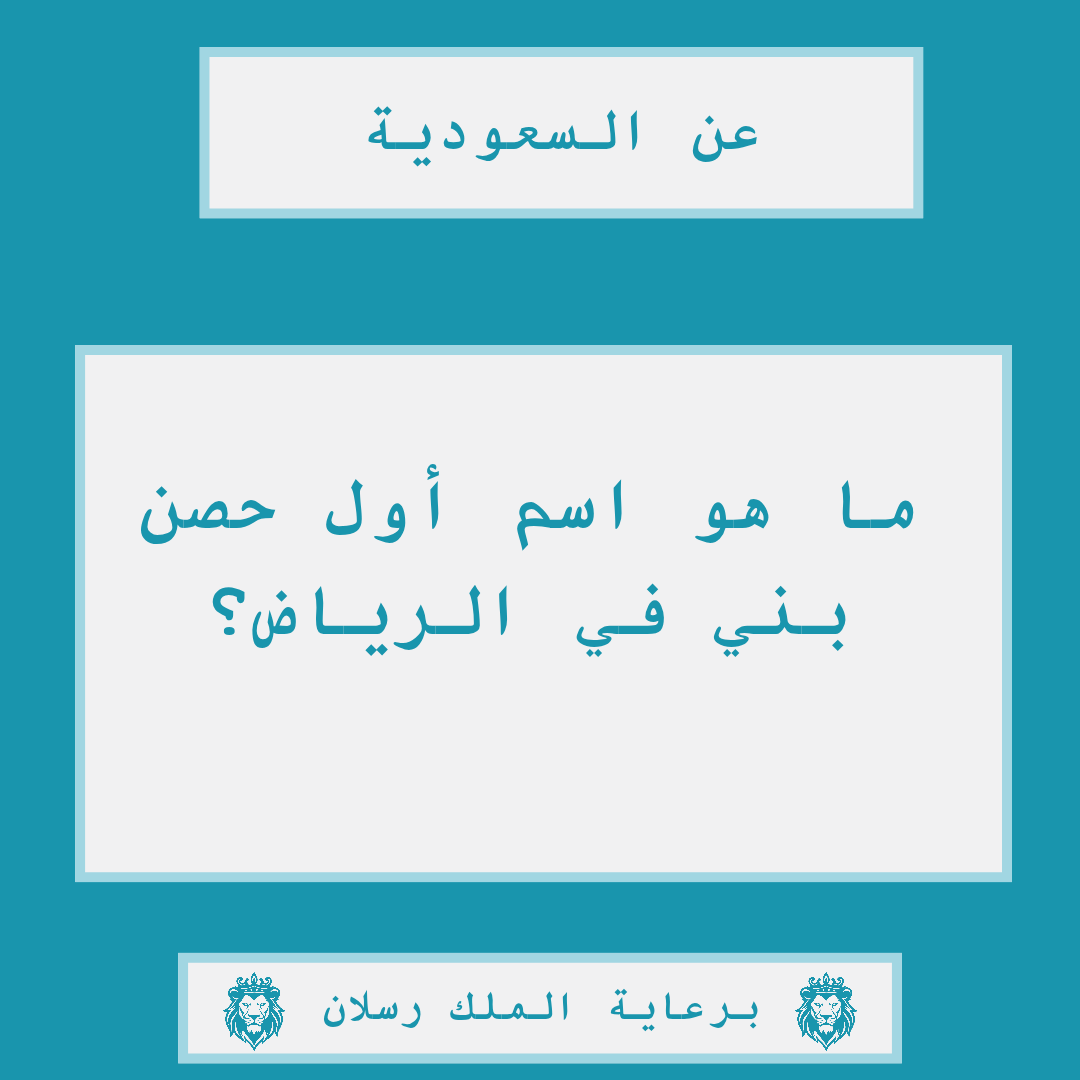 عن السعودية
ما هو اسم أول حصن
بني في الرياض؟
برعاية الملك رسلان